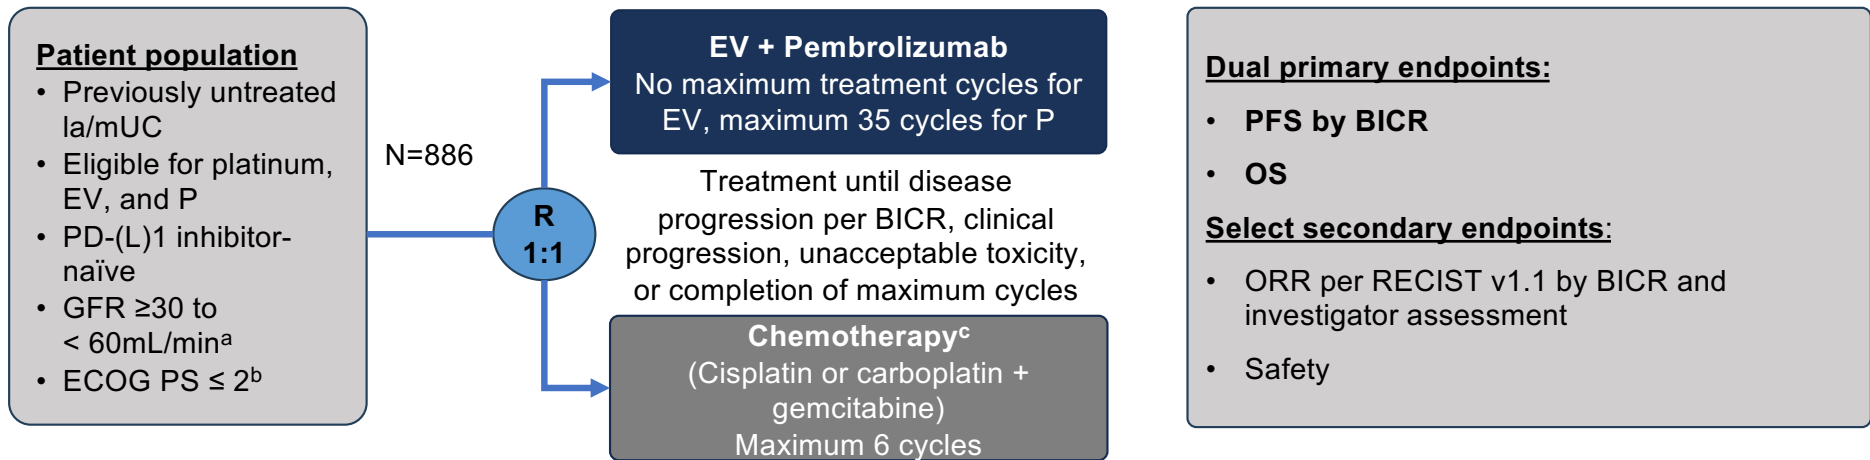 Patient population
• Previously untreated
la/mUC
• Eligible for platinum,
EV, and P
• PD-(L)1 inhibitor-
naïve
• GFR ≥30 to
< 60mL/minᵃ
• ECOG PS ≤ 2ᵇ
N=886
R
1:1
EV + Pembrolizumab
No maximum treatment cycles for
EV, maximum 35 cycles for P
Treatment until disease
progression per BICR, clinical
progression, unacceptable toxicity,
or completion of maximum cycles
Chemotherapyᶜ
(Cisplatin or carboplatin +
gemcitabine)
Maximum 6 cycles
Dual primary endpoints:
• PFS by BICR
• OS
Select secondary endpoints:
• ORR per RECIST v1.1 by BICR and
investigator assessment
• Safety